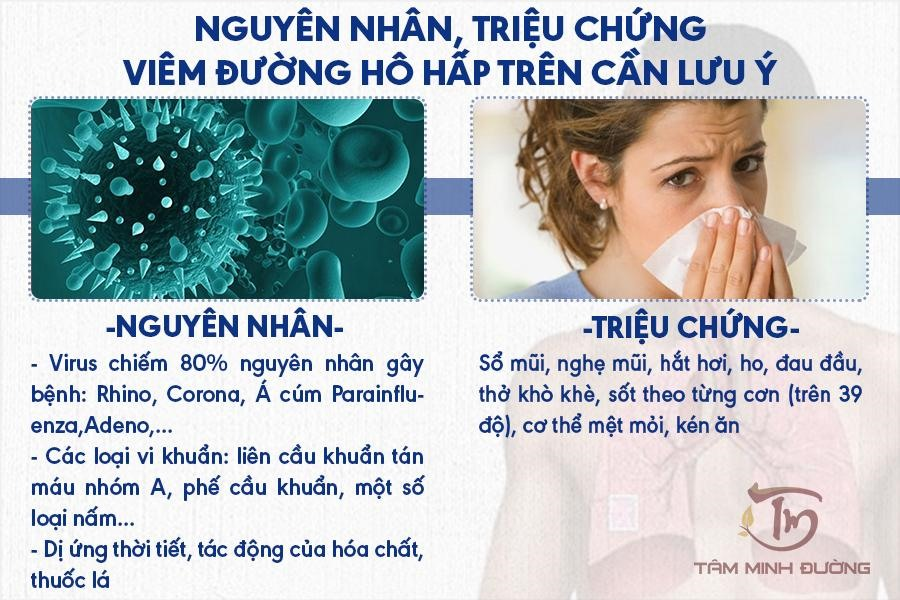 NGUYÊN NHÂN, TRIỆU CHỨNG
VIÊM ĐƯỜNG HÔ HẤP TRÊN CẦN LƯU Ý
-NGUYÊN NHÂN-
- Virus chiếm 80% nguyên nhân gây
bệnh: Rhino, Corona, Á cúm Parainflu-
enza,Adeno,...
- Các loại vi khuẩn: liên cầu khuẩn tán
máu nhóm A, phế cầu khuẩn, một số
loại nấm...
- Dị ứng thời tiết, tác động của hóa chất,
thuốc lá
-TRIỆU CHỨNG-
Sổ mũi, nghẹ mũi, hắt hơi, ho, đau đầu,
thở khò khè, sốt theo từng cơn (trên 39
độ), cơ thể mệt mỏi, kén ăn
Tm
TÂM MINH ĐƯỜNG